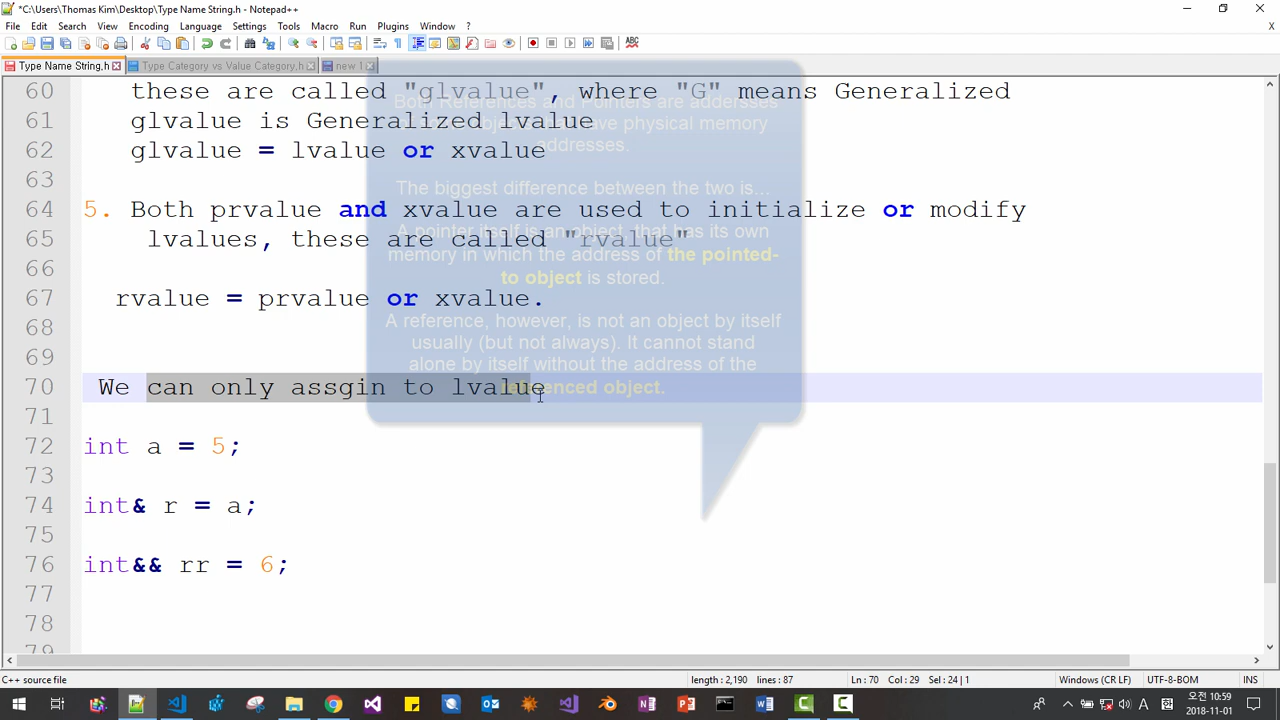 *C:\Users\Thomas Kim\Desktop\Type Name String.h - Notepad++
File Edit Search View Encoding Language Settings Tools Macro Run Plugins Window ? X
Type Name String.h Type Category vs Value Category.h new 1
60 these are called "glvalue", where "G" means Generalized
61 glvalue is Generalized lvalue
62 glvalue = lvalue or xvalue
63
64 5. Both prvalue and xvalue are used to initialize or modify
65 lvalues, these are called "rvalue"
66
67 rvalue = prvalue or xvalue.
68
69
70 We can only assgin to lvalue
71
72 int a = 5;
73
74 int& r = a;
75
76 int&& rr = 6;
77
78
79
Both References and Pointers are addersses
have physical memory
addresses.
The biggest difference between the two is...
A pointer itself is an object, that has its own
memory in which the address of the pointed-
to object is stored.
A reference, however, is not an object by itself
usually (but not always). It cannot stand
alone by itself without the address of the
referenced object.
C++ source file length : 2,190 lines : 87 Ln : 70 Col : 29 Sel : 24 | 1 Windows (CR LF) UTF-8-BOM INS
A 오전 10:59
2018-11-01